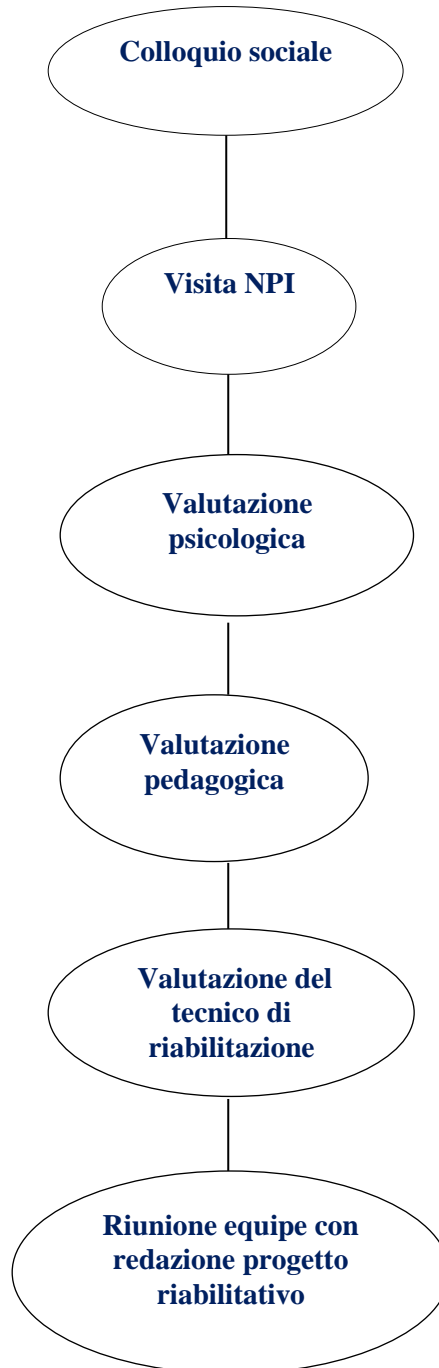 Colloquio sociale
Visita NPI
Valutazione
psicologica
Valutazione
pedagogica
Valutazione del
tecnico di
riabilitazione
Riunione equipe con
redazione progetto
riabilitativo